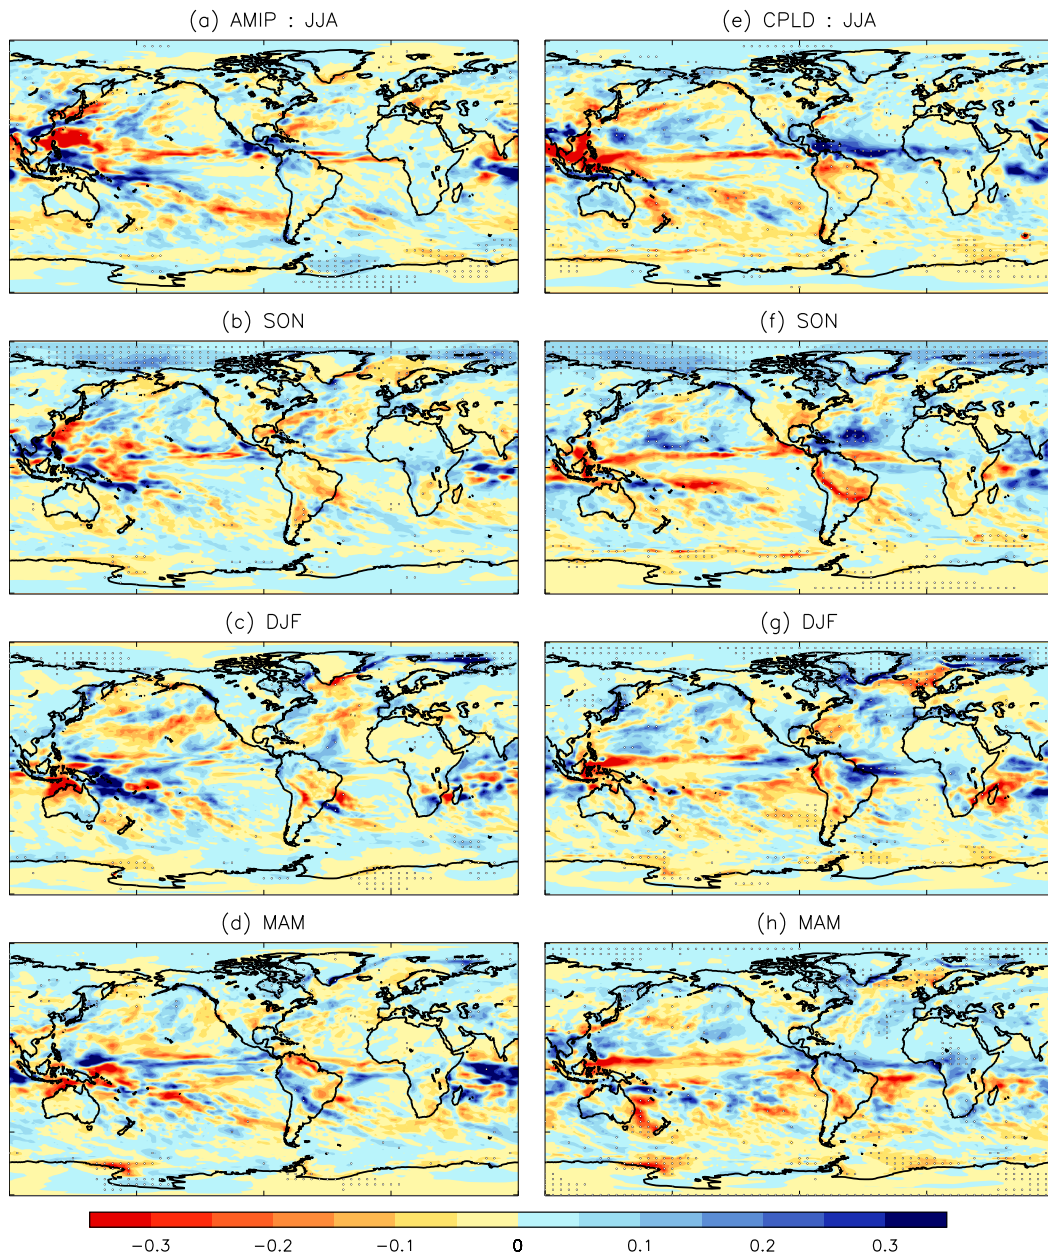 (a) AMIP : JJA
(e) CPLD : JJA
(b) SON
(f) SON
(c) DJF
(g) DJF
(d) MAM
(h) MAM
−0.3 −0.2 −0.1 0 0.1 0.2 0.3